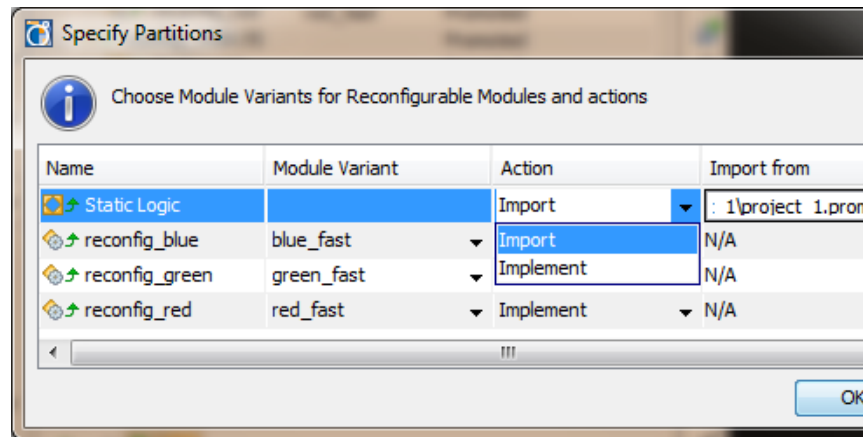 Specify Partitions
Choose Module Variants for Reconfigurable Modules and actions
Name Module Variant Action Import from
Static Logic Import : 1\project 1.pron
reconfig_blue blue_fast Import N/A
reconfig_green green_fast Implement N/A
reconfig_red red_fast Implement N/A
OK